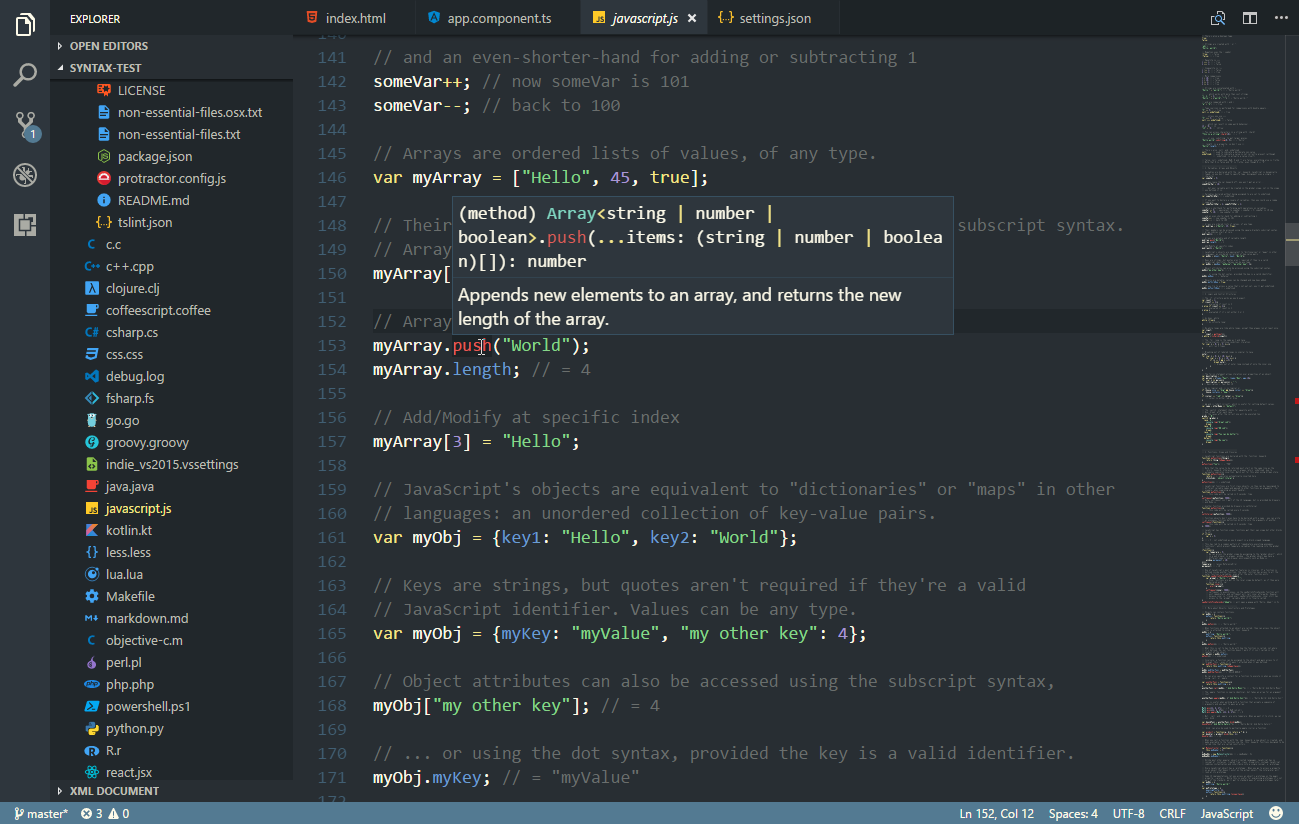 EXPLORER
index.html
app.component.ts
JS javascript.js ×
{··} settings.json
OPEN EDITORS
SYNTAX-TEST
LICENSE
non-essential-files.osx.txt
non-essential-files.txt
package.json
protractor.config.js
README.md
tslint.json
c.c
c++.cpp
clojure.clj
coffeescript.coffee
csharp.cs
css.css
debug.log
fsharp.fs
go.go
groovy.groovy
indie_vs2015.vssettings
java.java
javascript.js
kotlin.kt
less.less
lua.lua
Makefile
markdown.md
objective-c.m
perl.pl
php.php
powershell.ps1
python.py
R.r
react.jsx
XML DOCUMENT
1
141 // and an even-shorter-hand for adding or subtracting 1
142 someVar++; // now someVar is 101
143 someVar--; // back to 100
144
145 // Arrays are ordered lists of values, of any type.
146 var myArray = ["Hello", 45, true];
147
148 // Their subscript syntax.
149 // Array
150 myArray[
151
152 // Array
(method) Array<string | number |
boolean>.push(...items: (string | number | boolea
n)[]): number
Appends new elements to an array, and returns the new
length of the array.
153 myArray.push("World");
154 myArray.length; // = 4
155
156 // Add/Modify at specific index
157 myArray[3] = "Hello";
158
159 // JavaScript's objects are equivalent to "dictionaries" or "maps" in other
160 // languages: an unordered collection of key-value pairs.
161 var myObj = {key1: "Hello", key2: "World"};
162
163 // Keys are strings, but quotes aren't required if they're a valid
164 // JavaScript identifier. Values can be any type.
165 var myObj = {myKey: "myValue", "my other key": 4};
166
167 // Object attributes can also be accessed using the subscript syntax,
168 myObj["my other key"]; // = 4
169
170 // ... or using the dot syntax, provided the key is a valid identifier.
171 myObj.myKey; // = "myValue"
master* 3 0
Ln 152, Col 12 Spaces: 4 UTF-8 CRLF JavaScript